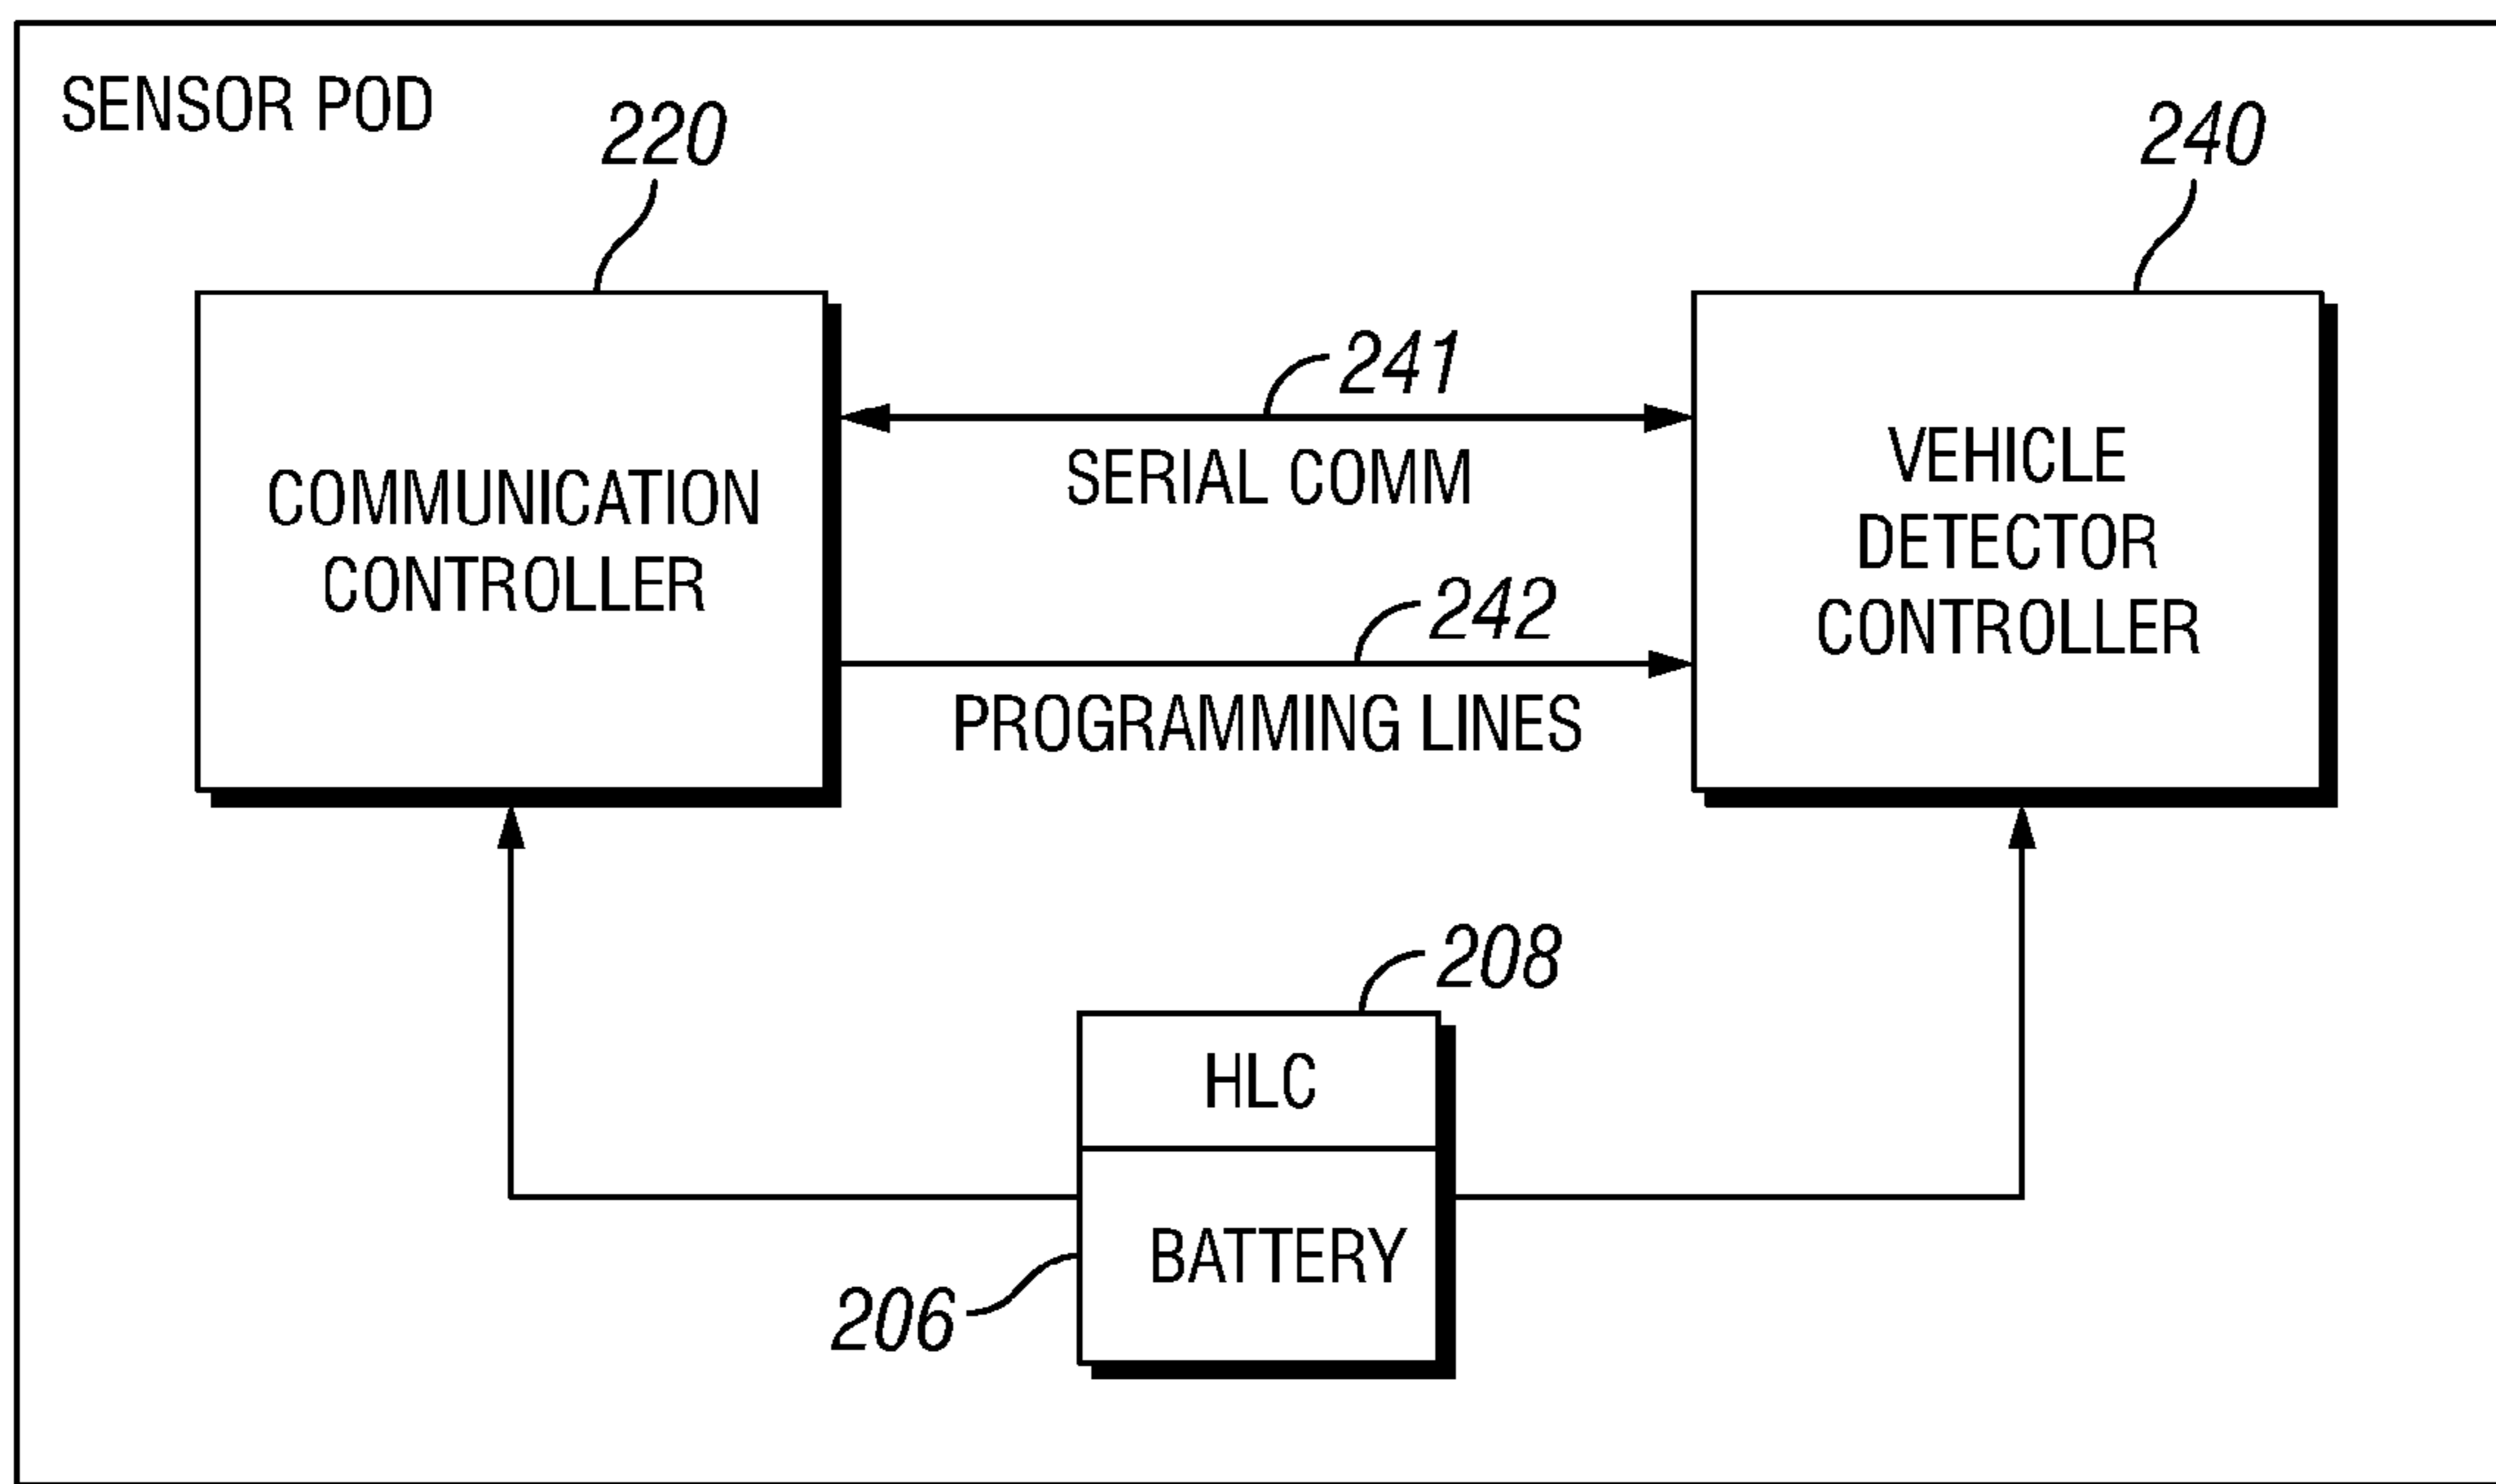 SENSOR POD
220
240
241
SERIAL COMM
COMMUNICATION
CONTROLLER
VEHICLE
DETECTOR
CONTROLLER
242
PROGRAMMING LINES
208
HLC
BATTERY
206